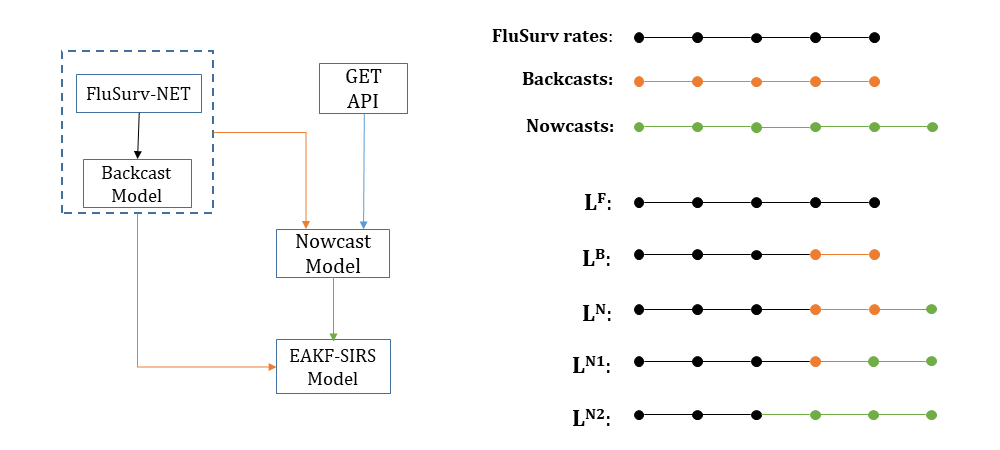 FluSurv-NET
Backcast
Model
GET
API
Nowcast
Model
EAKF-SIRS
Model
FluSurv rates:
Backcasts:
Nowcasts:
Lᶠ:
Lᴮ:
Lᴺ:
Lᴺ¹:
Lᴺ²: